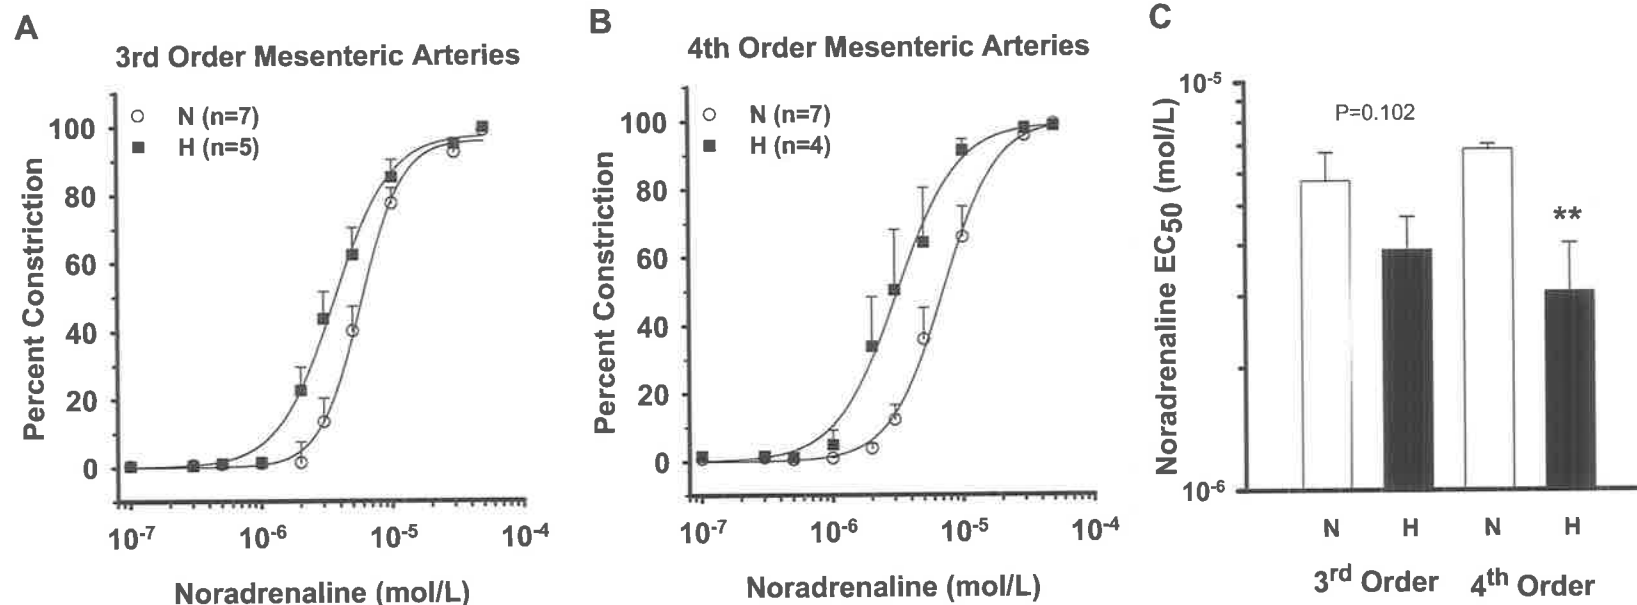 A
3rd Order Mesenteric Arteries
N (n=7)
H (n=5)
Percent Constriction
100
80
60
40
20
0
10-7
10-6
10-5
10-4
Noradrenaline (mol/L)
B
4th Order Mesenteric Arteries
N (n=7)
H (n=4)
Percent Constriction
100
80
60
40
20
0
10-7
10-6
10-5
10-4
Noradrenaline (mol/L)
C
Noradrenaline EC50 (mol/L)
10-5
P=0.102
**
10-6
N H N H
3rd Order 4th Order